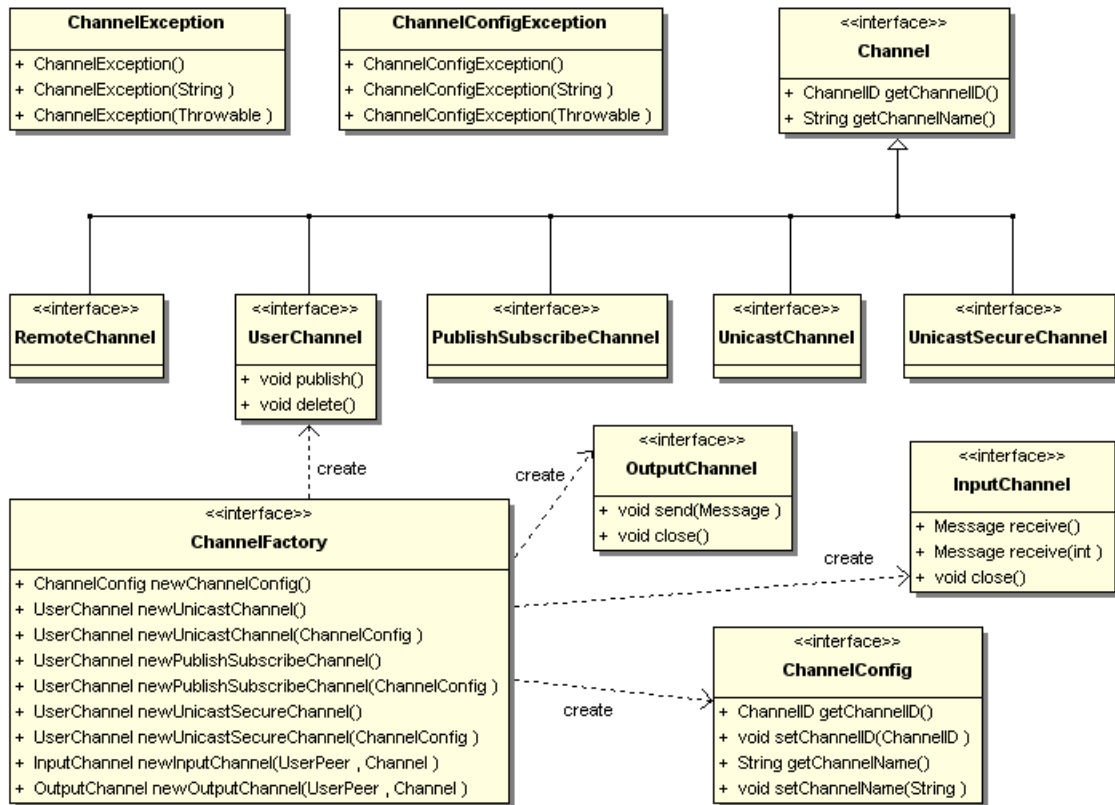 ChannelException
+ ChannelException()
+ ChannelException(String )
+ ChannelException(Throwable )
ChannelConfigException
+ ChannelConfigException()
+ ChannelConfigException(String )
+ ChannelConfigException(Throwable )
<<interface>>
Channel
+ ChannelID getChannelID()
+ String getChannelName()
<<interface>>
RemoteChannel
<<interface>>
UserChannel
+ void publish()
+ void delete()
<<interface>>
PublishSubscribeChannel
<<interface>>
UnicastChannel
<<interface>>
UnicastSecureChannel
create
create
<<interface>>
OutputChannel
+ void send(Message )
+ void close()
<<interface>>
InputChannel
+ Message receive()
+ Message receive(int )
+ void close()
<<interface>>
ChannelFactory
+ ChannelConfig newChannelConfig()
+ UserChannel newUnicastChannel()
+ UserChannel newUnicastChannel(ChannelConfig )
+ UserChannel newPublishSubscribeChannel()
+ UserChannel newPublishSubscribeChannel(ChannelConfig )
+ UserChannel newUnicastSecureChannel()
+ UserChannel newUnicastSecureChannel(ChannelConfig )
+ InputChannel newInputChannel(UserPeer , Channel )
+ OutputChannel newOutputChannel(UserPeer , Channel )
create
create
<<interface>>
ChannelConfig
+ ChannelID getChannelID()
+ void setChannelID(ChannelID )
+ String getChannelName()
+ void setChannelName(String )